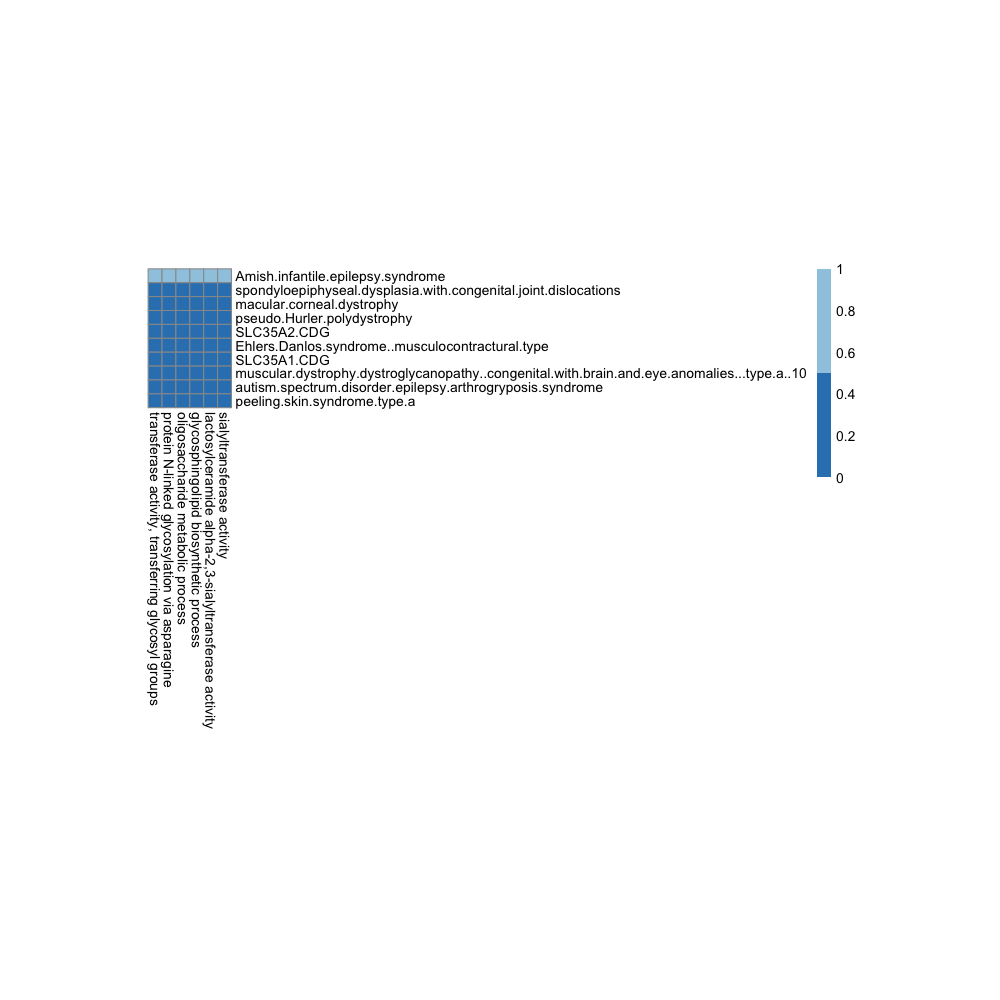 Amish.infantile.epilepsy.syndrome
spondyloepiphyseal.dysplasia.with.congenital.joint.dislocations
macular.corneal.dystrophy
pseudo.Hurler.polydystrophy
SLC35A2.CDG
Ehlers.Danlos.syndrome..musculocontractural.type
SLC35A1.CDG
muscular.dystrophy.dystroglycanopathy..congenital.with.brain.and.eye.anomalies...type.a..10
autism.spectrum.disorder.epilepsy.arthrogryposis.syndrome
peeling.skin.syndrome.type.a
transferase activity, transferring glycosyl groups
protein N-linked glycosylation via asparagine
oligosaccharide metabolic process
glycosphingolipid biosynthetic process
lactosylceramide alpha-2,3-sialyltransferase activity
sialyltransferase activity
1
0.8
0.6
0.4
0.2
0